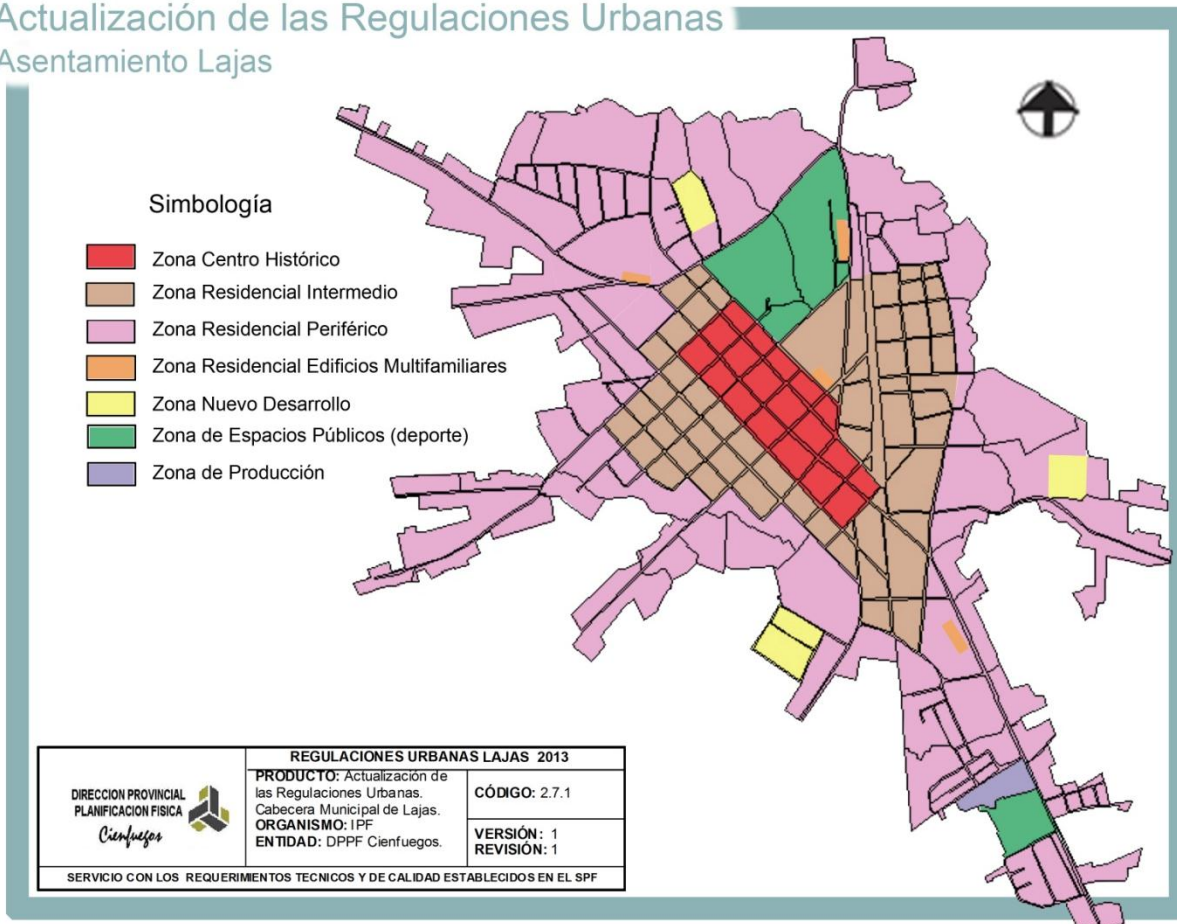 Actualización de las Regulaciones Urbanas
Asentamiento Lajas
Simbología
Zona Centro Histórico
Zona Residencial Intermedio
Zona Residencial Periférico
Zona Residencial Edificios Multifamiliares
Zona Nuevo Desarrollo
Zona de Espacios Públicos (deporte)
Zona de Producción
DIRECCION PROVINCIAL
PLANIFICACION FISICA
Cienfuegos
REGULACIONES URBANAS LAJAS 2013
PRODUCTO: Actualización de
las Regulaciones Urbanas.
Cabecera Municipal de Lajas.
ORGANISMO: IPF
ENTIDAD: DPPF Cienfuegos.
CÓDIGO: 2.7.1
VERSIÓN: 1
REVISIÓN: 1
SERVICIO CON LOS REQUERIMIENTOS TECNICOS Y DE CALIDAD ESTABLECIDOS EN EL SPF